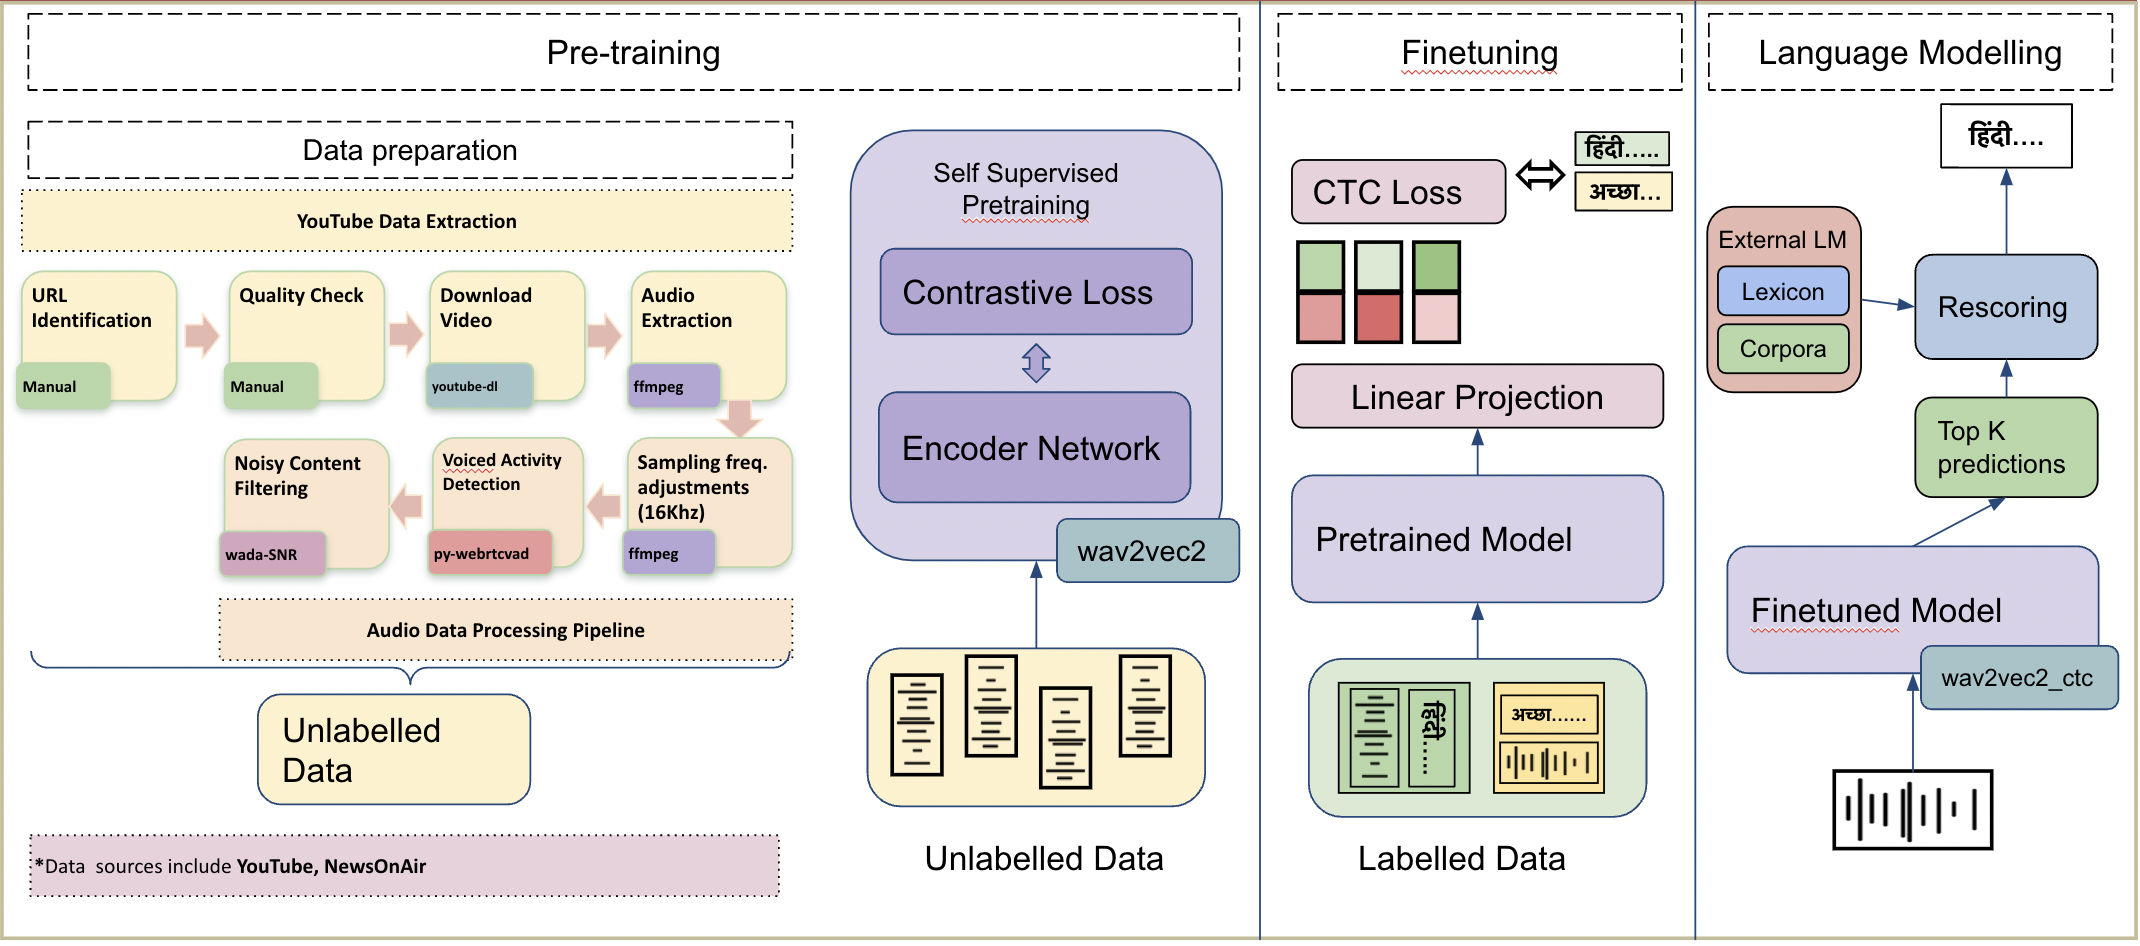 Pre-training
Data preparation
YouTube Data Extraction
URL
Identification
Manual
Quality Check
Manual
Download
Video
youtube-dl
Audio
Extraction
ffmpeg
Sampling freq.
adjustments
(16Khz)
ffmpeg
Voiced Activity
Detection
py-webrtcvad
Noisy Content
Filtering
wada-SNR
Audio Data Processing Pipeline
Unlabelled
Data
*Data sources include YouTube, NewsOnAir
Self Supervised
Pretraining
Contrastive Loss
Encoder Network
wav2vec2
Unlabelled Data
Finetuning
CTC Loss
हिंदी.....
अच्छा...
Linear Projection
Pretrained Model
हिंदी......
अच्छा......
Labelled Data
Language Modelling
हिंदी....
External LM
Lexicon
Corpora
Rescoring
Top K
predictions
Finetuned Model
wav2vec2_ctc